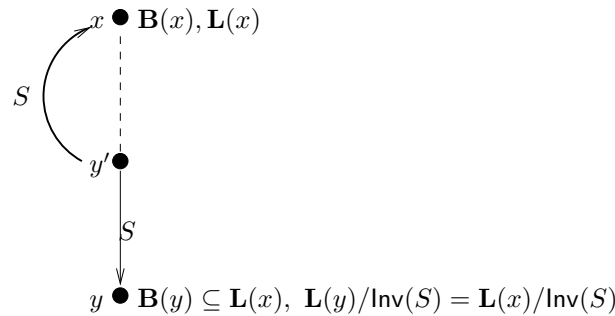 x B(x), L(x)
S
y′
S
y B(y) ⊆ L(x), L(y)/Inv(S) = L(x)/Inv(S)